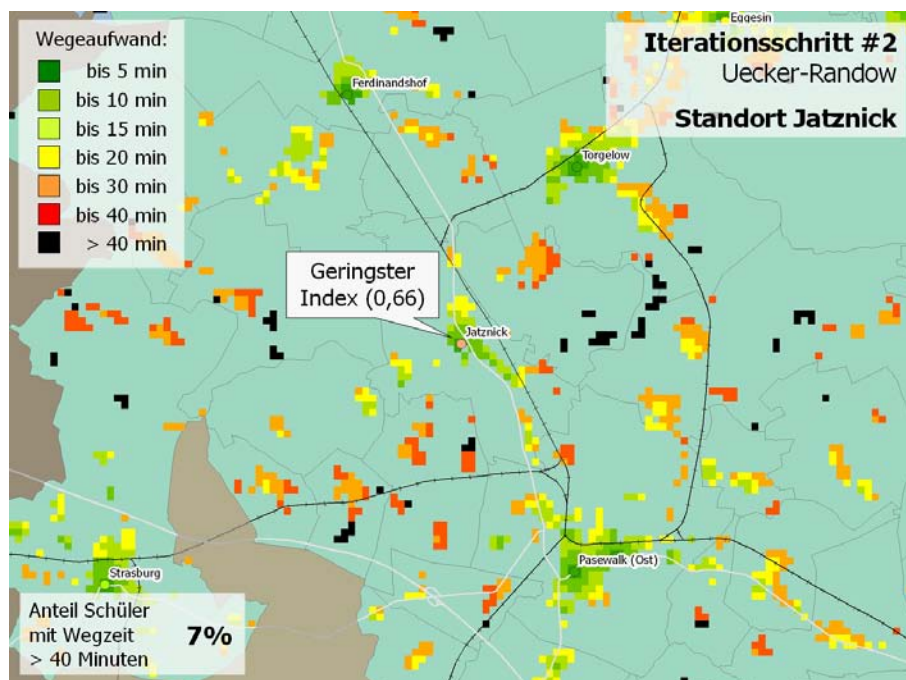 Wegeaufwand:
bis 5 min
bis 10 min
bis 15 min
bis 20 min
bis 30 min
bis 40 min
> 40 min
Eggesin
Iterationsschritt #2
Uecker-Randow
Standort Jatznick
Ferdinandshof
Torgelow
Geringster
Index (0,66)
Jatznick
Pasewalk (Ost)
Strasburg
Anteil Schüler
mit Wegzeit
> 40 Minuten
7%